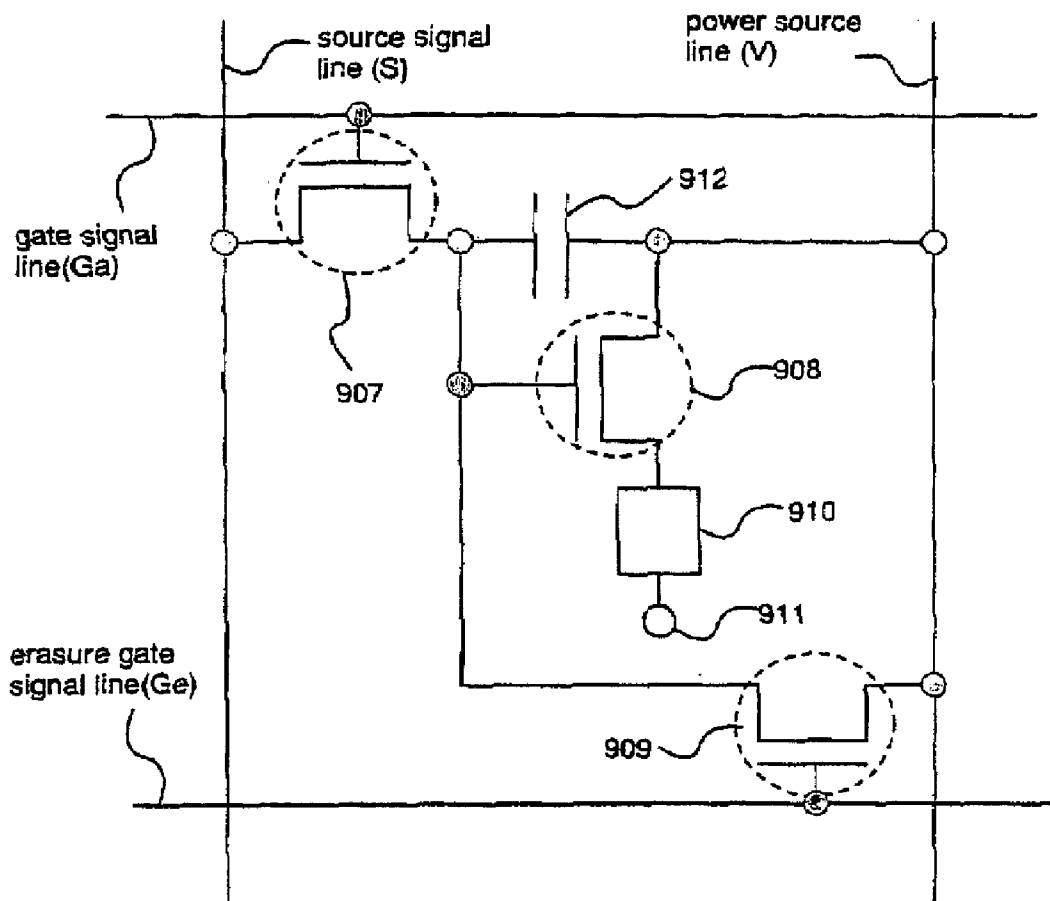 source signal
line (S)
power source
line (V)
912
gate signal
line(Ga)
907
908
910
911
erasure gate
signal line(Ge)
909